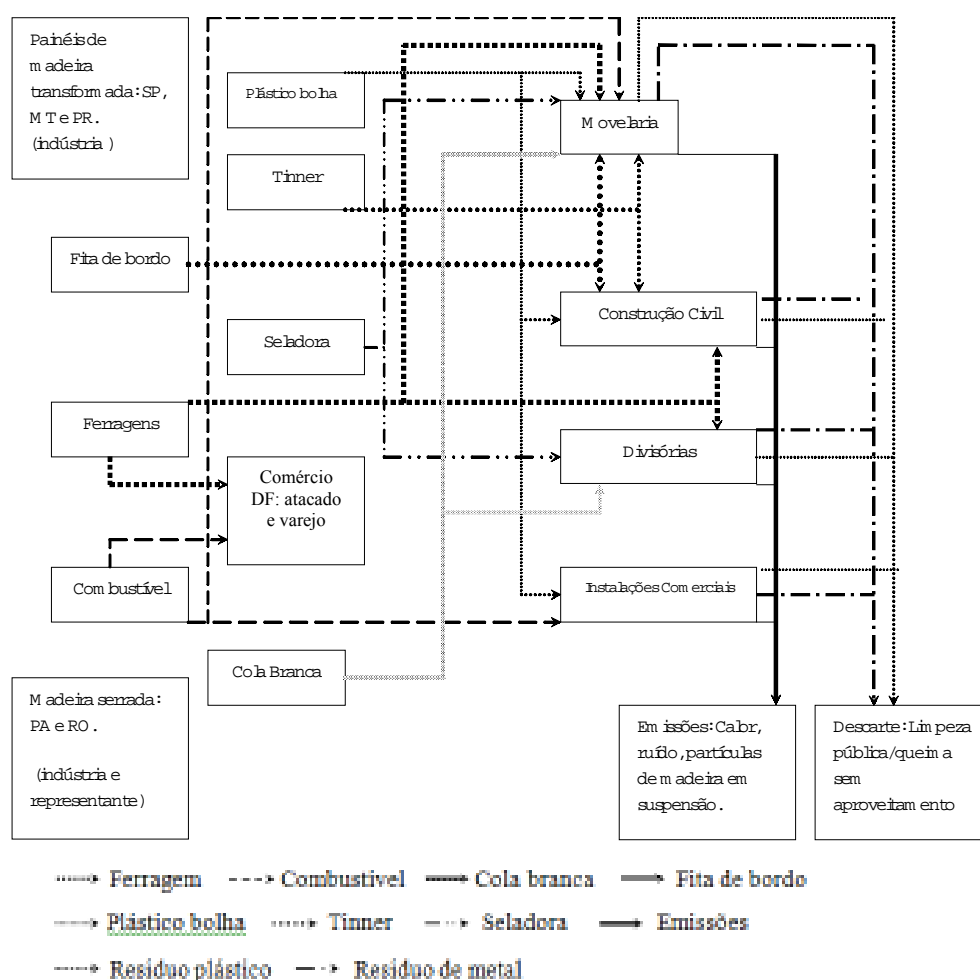 Painéis de
madeira
transformada: SP,
MT e PR.
(indústria)
Plástico bolha
Movelaria
Tinner
Fita de bordo
Construção Civil
Seladora
Ferragens
Divisórias
Comércio
DF: atacado
e varejo
Combustível
Instalações Comerciais
Cola Branca
Madeira serrada:
PA e RO.
(indústria e
representante)
Emissões: Calor,
ruído, partículas
de madeira em
suspensão.
Descarte: Limpeza
pública/queima
sem
aproveitamento
Ferragem Combustível Cola branca Fita de bordo
Plástico bolha Tinner Seladora Emissões
Resíduo plástico Resíduo de metal